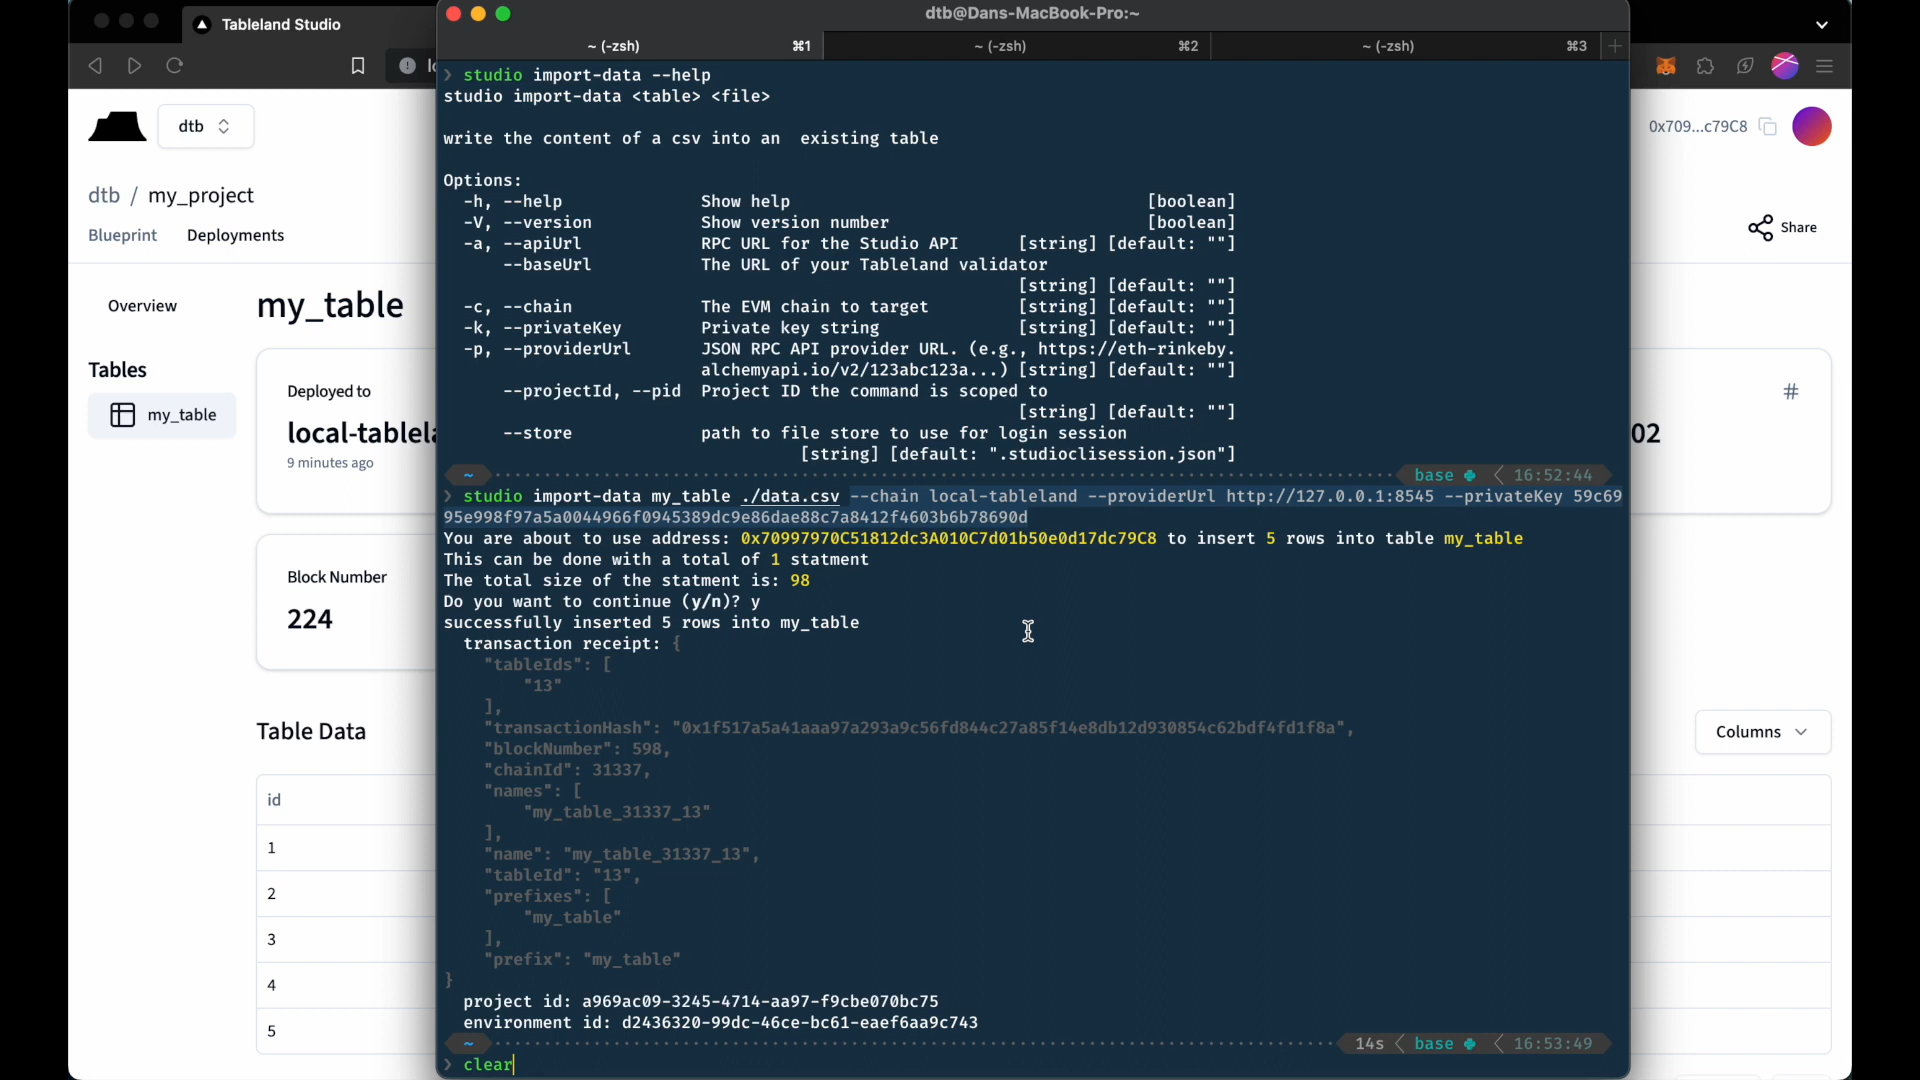 Tableland Studio
dtb@Dans-MacBook-Pro:~
~ (-zsh) ⌘1
~ (-zsh) ⌘2
~ (-zsh) ⌘3
dtb
0x709...c79C8
dtb / my_project
Blueprint
Deployments
Share
Overview
Tables
my_table
my_table
Deployed to
local-tablela
9 minutes ago
#
02
Block Number
224
Table Data
Columns
id
1
2
3
4
5
❯ studio import-data --help
studio import-data <table> <file>
write the content of a csv into an  existing table
Options:
-h, --help Show help [boolean]
-V, --version Show version number [boolean]
-a, --apiUrl RPC URL for the Studio API [string] [default: ""]
--baseUrl The URL of your Tableland validator
[string] [default: ""]
-c, --chain The EVM chain to target [string] [default: ""]
-k, --privateKey Private key string [string] [default: ""]
-p, --providerUrl JSON RPC API provider URL. (e.g., https://eth-rinkeby.
alchemyapi.io/v2/123abc123a...) [string] [default: ""]
--projectId, --pid Project ID the command is scoped to
[string] [default: ""]
--store path to file store to use for login session
[string] [default: ".studioclisession.json"]
~ base 16:52:44
❯ studio import-data my_table ./data.csv --chain local-tableland --providerUrl http://127.0.0.1:8545 --privateKey 59c69
95e998f97a5a0044966f0945389dc9e86dae88c7a8412f4603b6b78690d
You are about to use address: 0x70997970C51812dc3A010C7d01b50e0d17dc79C8 to insert 5 rows into table my_table
This can be done with a total of 1 statment
The total size of the statment is: 98
Do you want to continue (y/n)? y
successfully inserted 5 rows into my_table
transaction receipt: {
"tableIds": [
"13"
],
"transactionHash": "0x1f517a5a41aaa97a293a9c56fd844c27a85f14e8db12d930854c62bdf4fd1f8a",
"blockNumber": 598,
"chainId": 31337,
"names": [
"my_table_31337_13"
],
"name": "my_table_31337_13",
"tableId": "13",
"prefixes": [
"my_table"
],
"prefix": "my_table"
}
project id: a969ac09-3245-4714-aa97-f9cbe070bc75
environment id: d2436320-99dc-46ce-bc61-eaef6aa9c743
~ 14s base 16:53:49
❯ clear